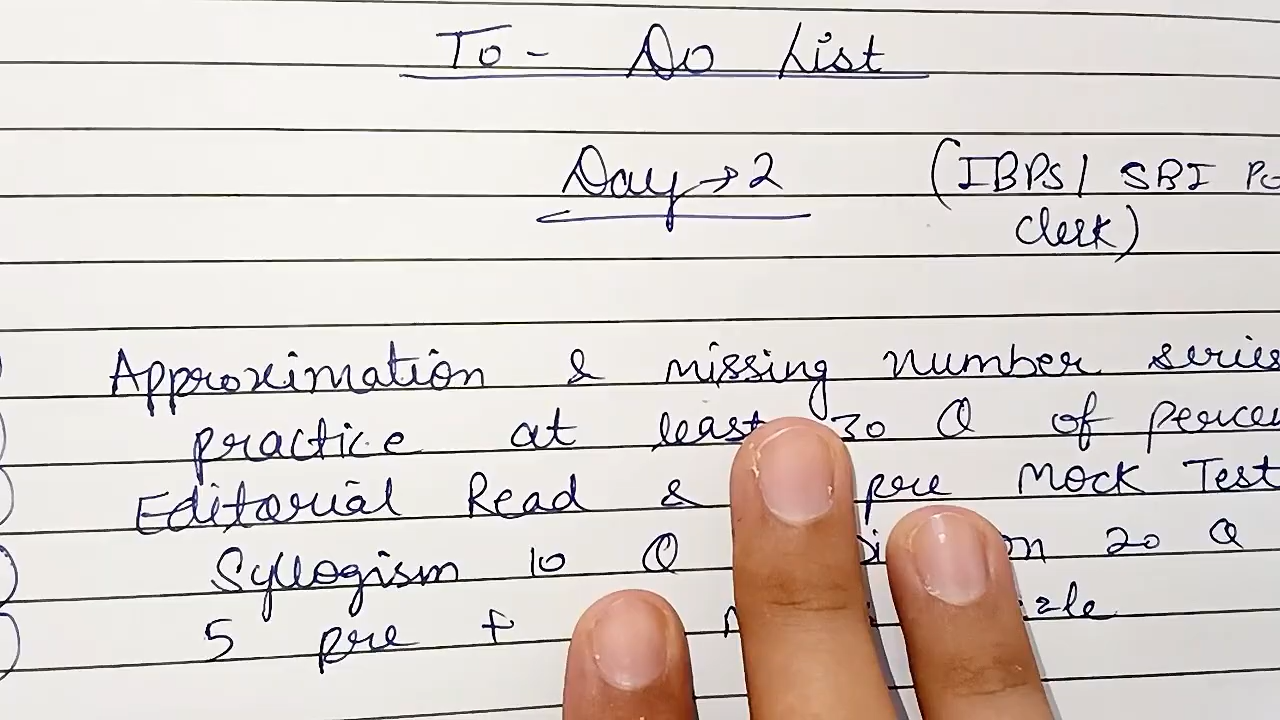 To - Do List
Day → 2 (IBPS / SBI PO
Clerk)
Approximation & missing number series
practice at least 30 Q of
Editorial Read & pre Mock Test
Syllogism 10 Q 20 Q
5 pre +